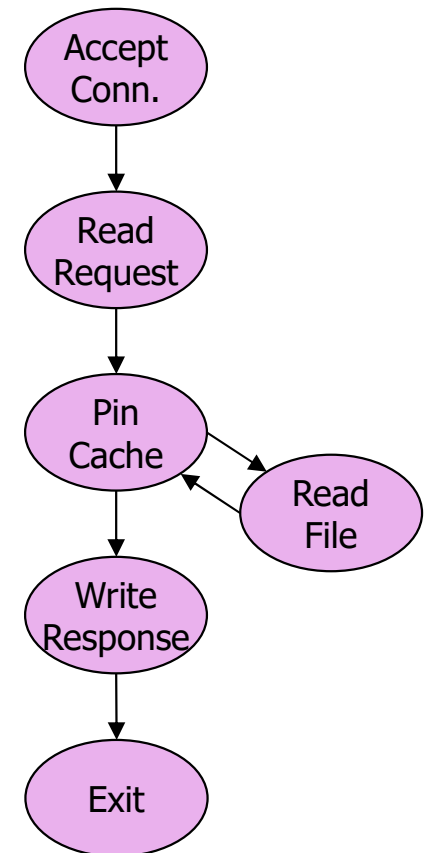 Accept
Conn.
Read
Request
Pin
Cache
Read
File
Write
Response
Exit